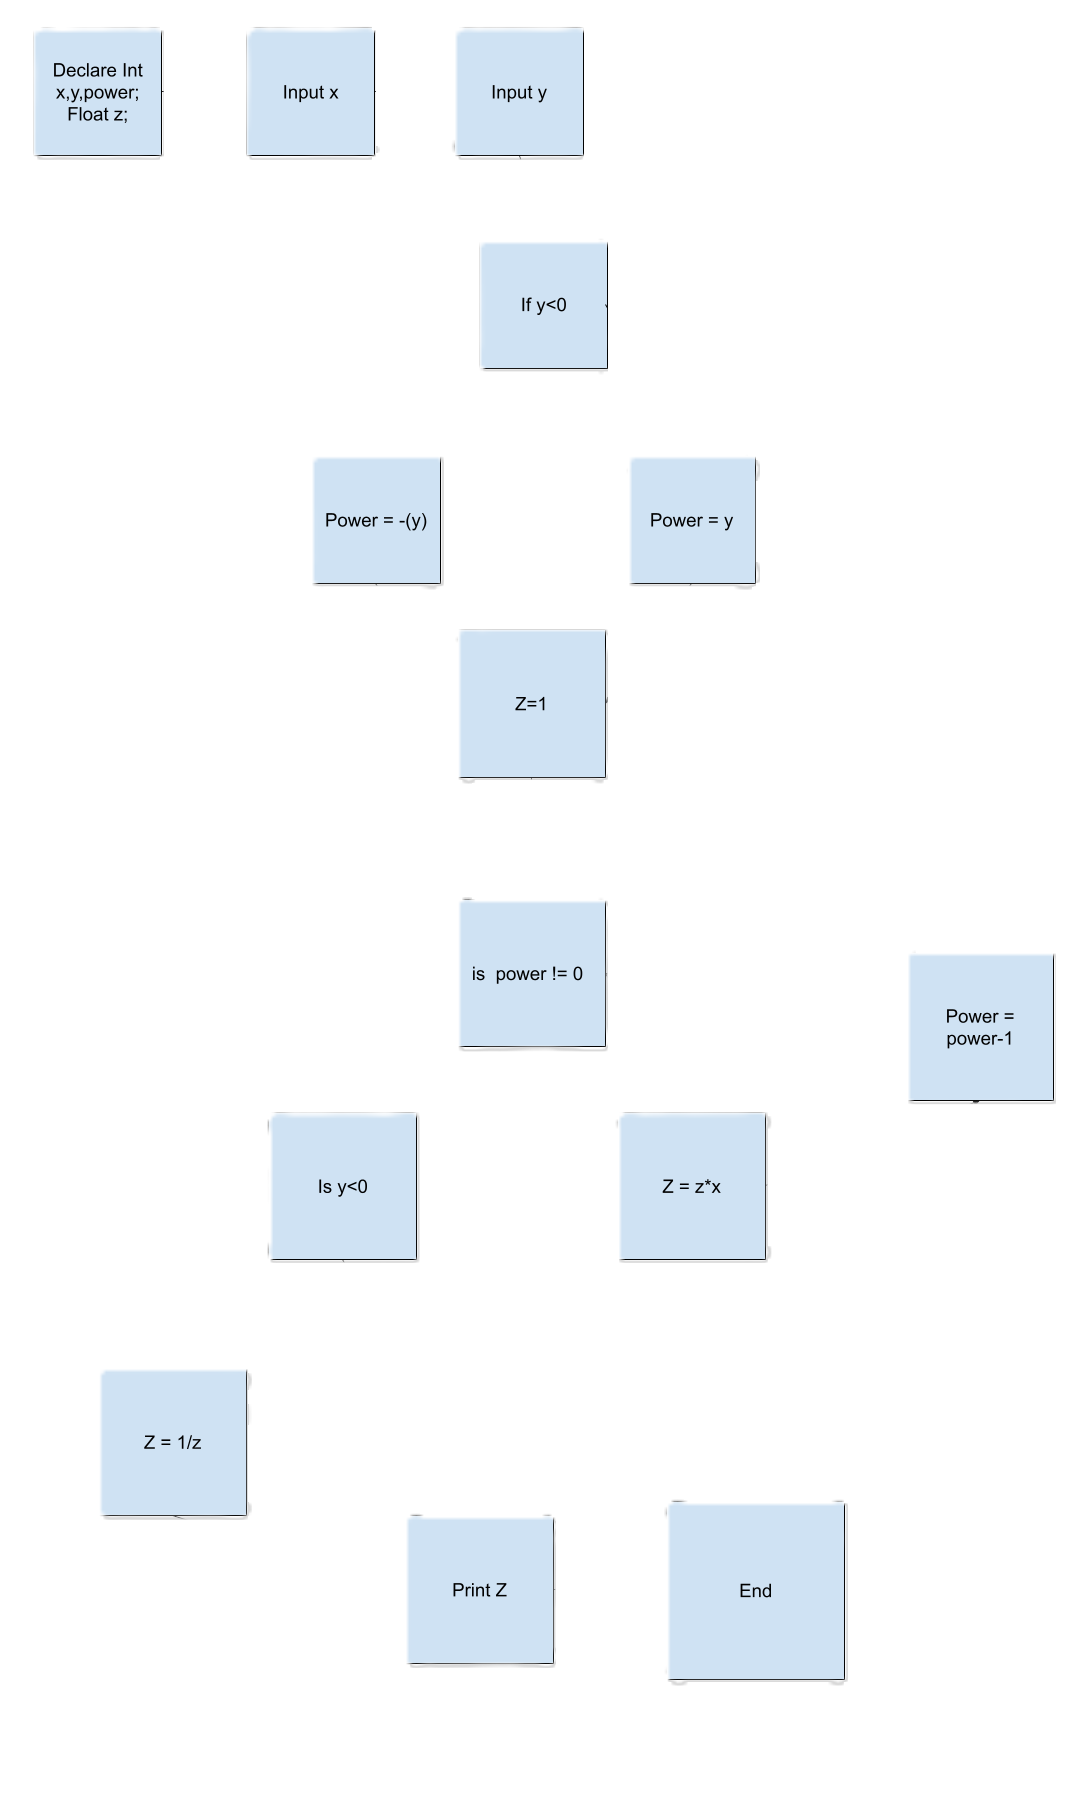 Declare Int
x,y,power;
Float z;
Input x
Input y
If y<0
Power = -(y)
Power = y
Z=1
is  power != 0
Power =
power-1
Is y<0
Z = z*x
Z = 1/z
Print Z
End